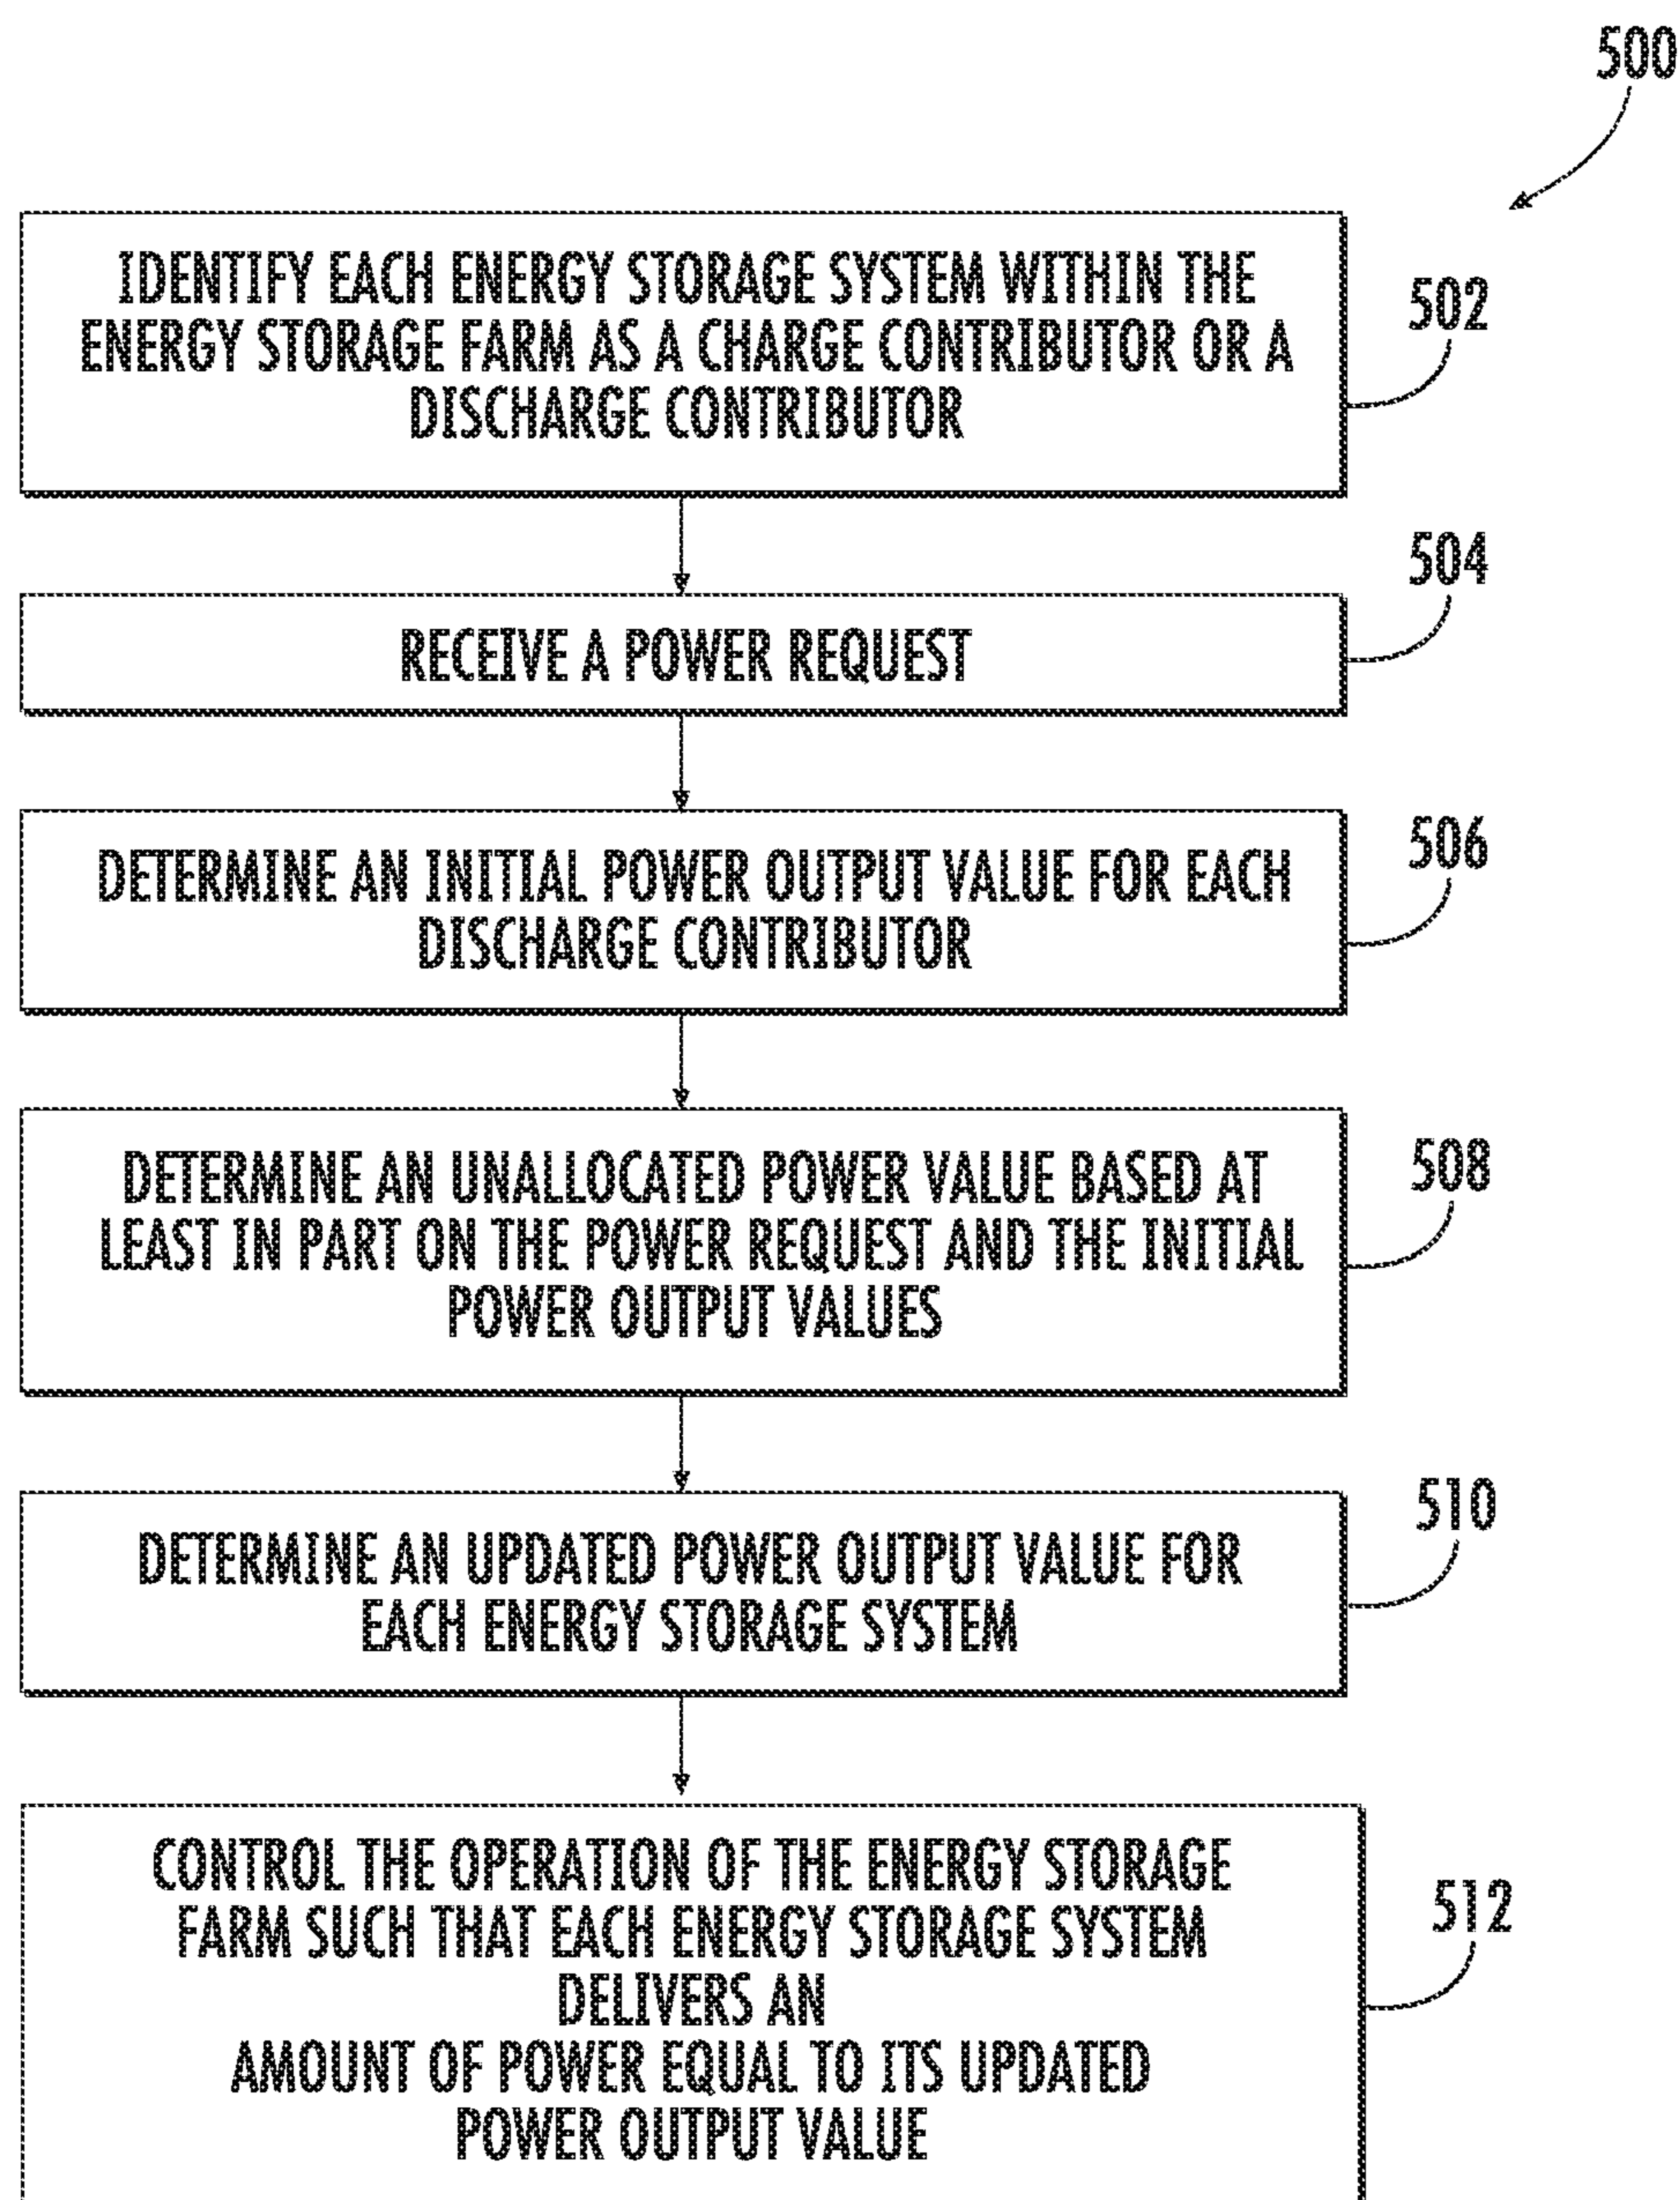 500
IDENTIFY EACH ENERGY STORAGE SYSTEM WITHIN THE
ENERGY STORAGE FARM AS A CHARGE CONTRIBUTOR OR A
DISCHARGE CONTRIBUTOR
502
RECEIVE A POWER REQUEST
504
DETERMINE AN INITIAL POWER OUTPUT VALUE FOR EACH
DISCHARGE CONTRIBUTOR
506
DETERMINE AN UNALLOCATED POWER VALUE BASED AT
LEAST IN PART ON THE POWER REQUEST AND THE INITIAL
POWER OUTPUT VALUES
508
DETERMINE AN UPDATED POWER OUTPUT VALUE FOR
EACH ENERGY STORAGE SYSTEM
510
CONTROL THE OPERATION OF THE ENERGY STORAGE
FARM SUCH THAT EACH ENERGY STORAGE SYSTEM
DELIVERS AN
AMOUNT OF POWER EQUAL TO ITS UPDATED
POWER OUTPUT VALUE
512